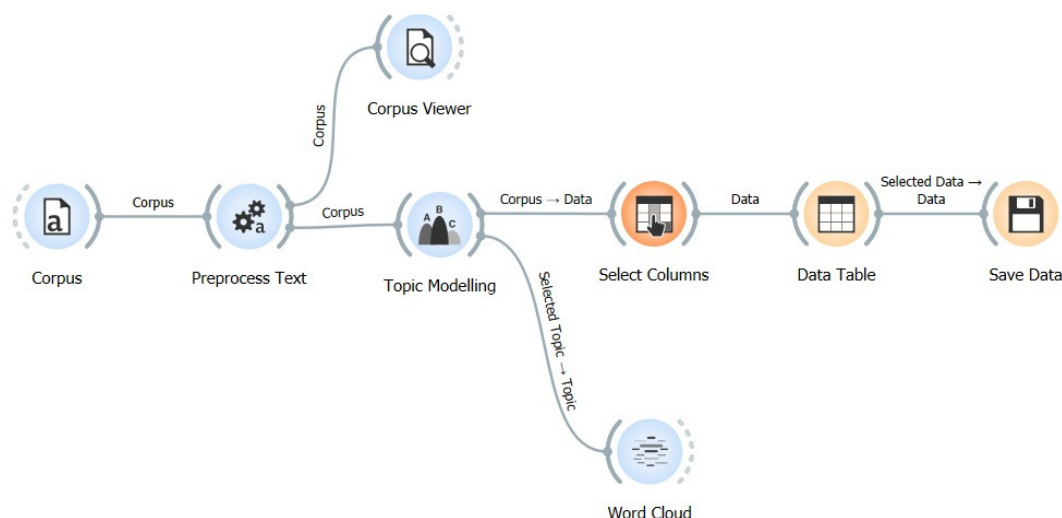 Corpus Viewer
Corpus
Corpus
a
Corpus
a
Preprocess Text
Corpus
A B C
Topic Modelling
Corpus → Data
Select Columns
Data
Data Table
Selected Data →
Data
Save Data
Selected Topic → Topic
Word Cloud